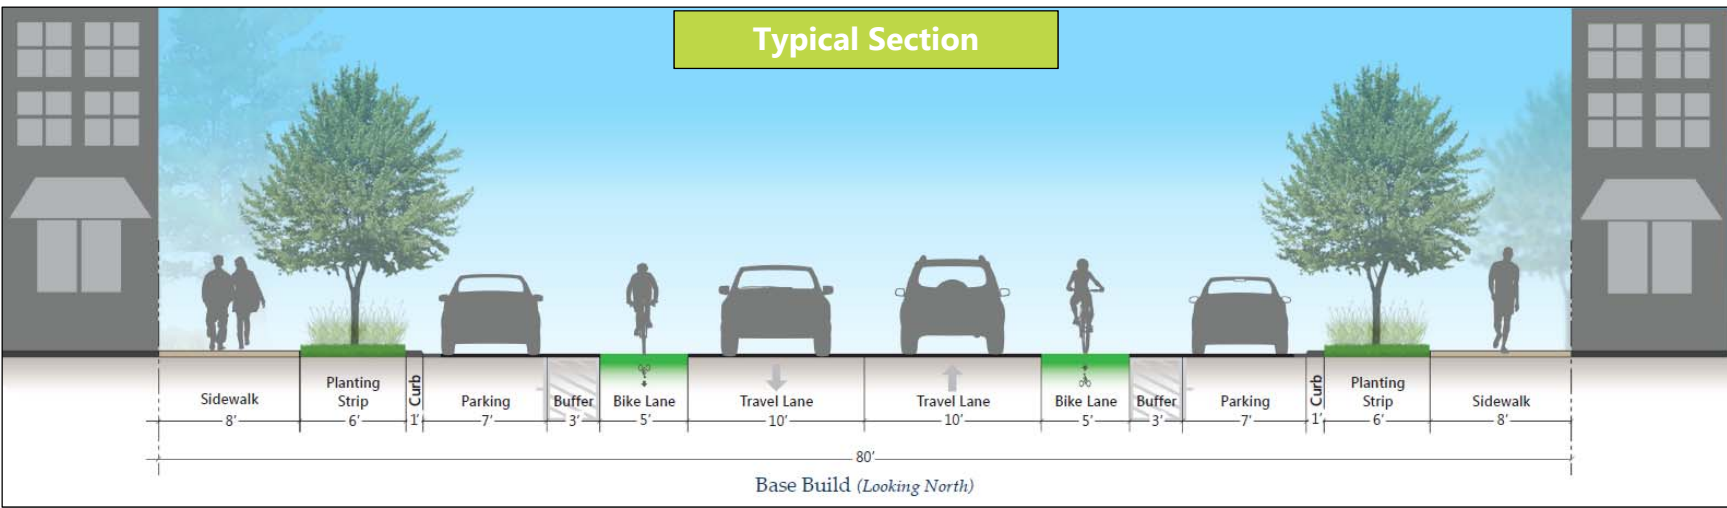 Typical Section
Sidewalk
Planting
Strip
Curb
Parking
Buffer
Bike Lane
Travel Lane
Travel Lane
Bike Lane
Buffer
Parking
Curb
Planting
Strip
Sidewalk
8' 6' 1' 7' 3' 5' 10' 10' 5' 3' 7' 1' 6' 8'
80'
Base Build (Looking North)